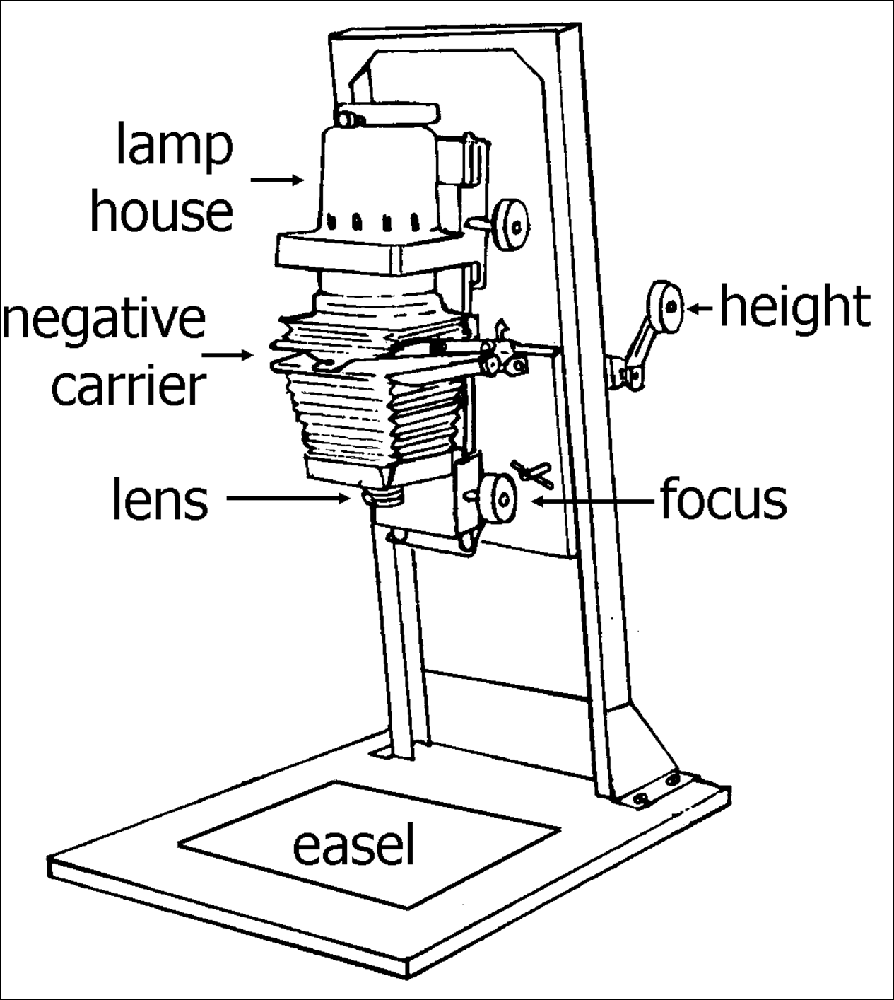 lamp
house
negative
carrier
height
lens
focus
easel